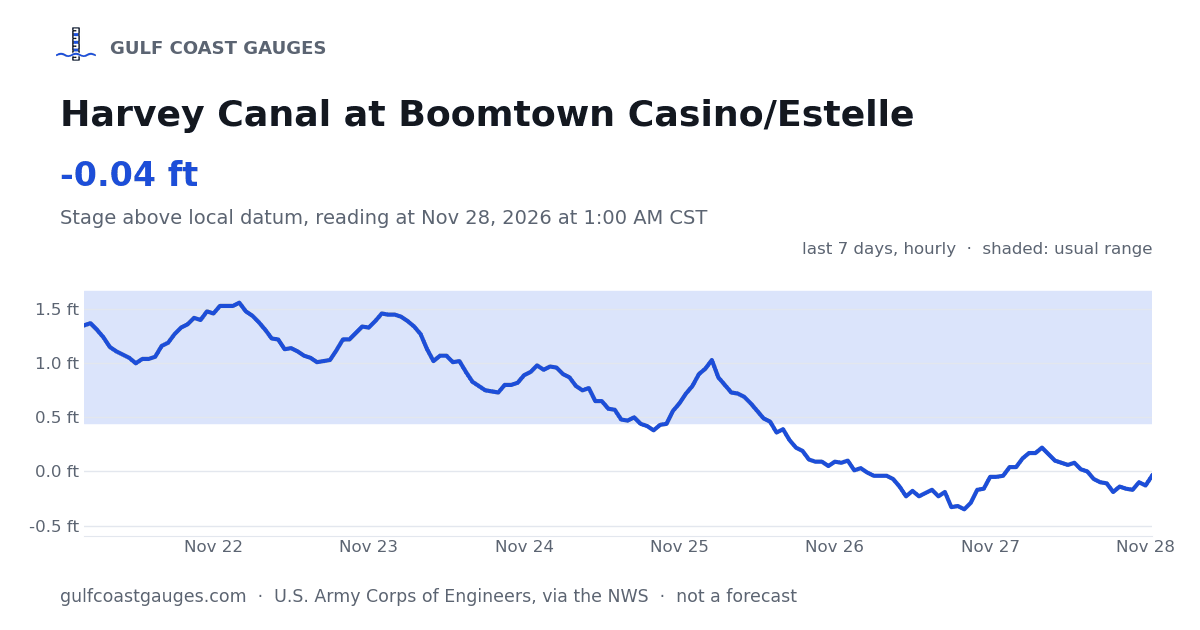 GULF COAST GAUGES
Harvey Canal at Boomtown Casino/Estelle
-0.04 ft
Stage above local datum, reading at Nov 28, 2026 at 1:00 AM CST
last 7 days, hourly · shaded: usual range
1.5 ft
1.0 ft
0.5 ft
0.0 ft
-0.5 ft
Nov 22 Nov 23 Nov 24 Nov 25 Nov 26 Nov 27 Nov 28
gulfcoastgauges.com · U.S. Army Corps of Engineers, via the NWS · not a forecast